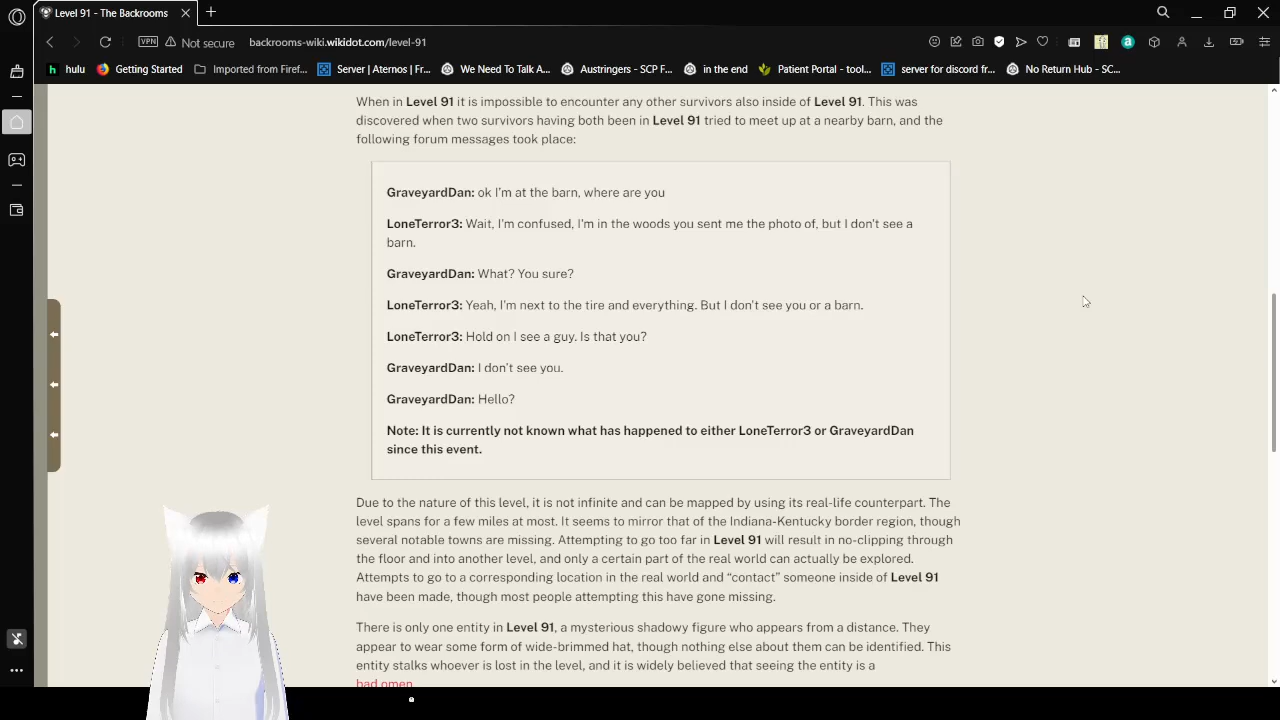 Level 91 - The Backrooms
VPN
Not secure
backrooms-wiki.wikidot.com/level-91
hulu
Getting Started
Imported from Firef...
Server | Aternos | Fr...
We Need To Talk A...
Austringers - SCP F...
in the end
Patient Portal - tool...
server for discord fr...
No Return Hub - SC...
When in Level 91 it is impossible to encounter any other survivors also inside of Level 91. This was
discovered when two survivors having both been in Level 91 tried to meet up at a nearby barn, and the
following forum messages took place:
GraveyardDan: ok I'm at the barn, where are you
LoneTerror3: Wait, I'm confused, I'm in the woods you sent me the photo of, but I don't see a
barn.
GraveyardDan: What? You sure?
LoneTerror3: Yeah, I'm next to the tire and everything. But I don't see you or a barn.
LoneTerror3: Hold on I see a guy. Is that you?
GraveyardDan: I don't see you.
GraveyardDan: Hello?
Note: It is currently not known what has happened to either LoneTerror3 or GraveyardDan
since this event.
Due to the nature of this level, it is not infinite and can be mapped by using its real-life counterpart. The
level spans for a few miles at most. It seems to mirror that of the Indiana-Kentucky border region, though
several notable towns are missing. Attempting to go too far in Level 91 will result in no-clipping through
the floor and into another level, and only a certain part of the real world can actually be explored.
Attempts to go to a corresponding location in the real world and “contact” someone inside of Level 91
have been made, though most people attempting this have gone missing.
There is only one entity in Level 91, a mysterious shadowy figure who appears from a distance. They
appear to wear some form of wide-brimmed hat, though nothing else about them can be identified. This
entity stalks whoever is lost in the level, and it is widely believed that seeing the entity is a
bad omen.